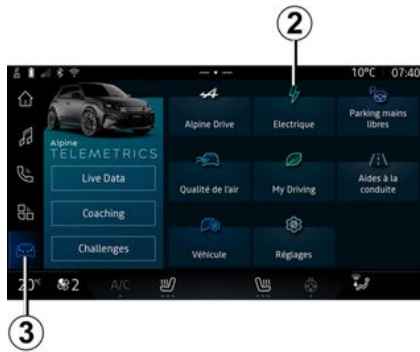 2
10°C 07:40
Alpine
TELEMETRICS
Live Data
Coaching
Challenges
Alpine Drive
Electrique
Parking mains
libres
Qualité de l'air
My Driving
Aides à la
conduite
Véhicule
Réglages
20°C
2
A/C
3